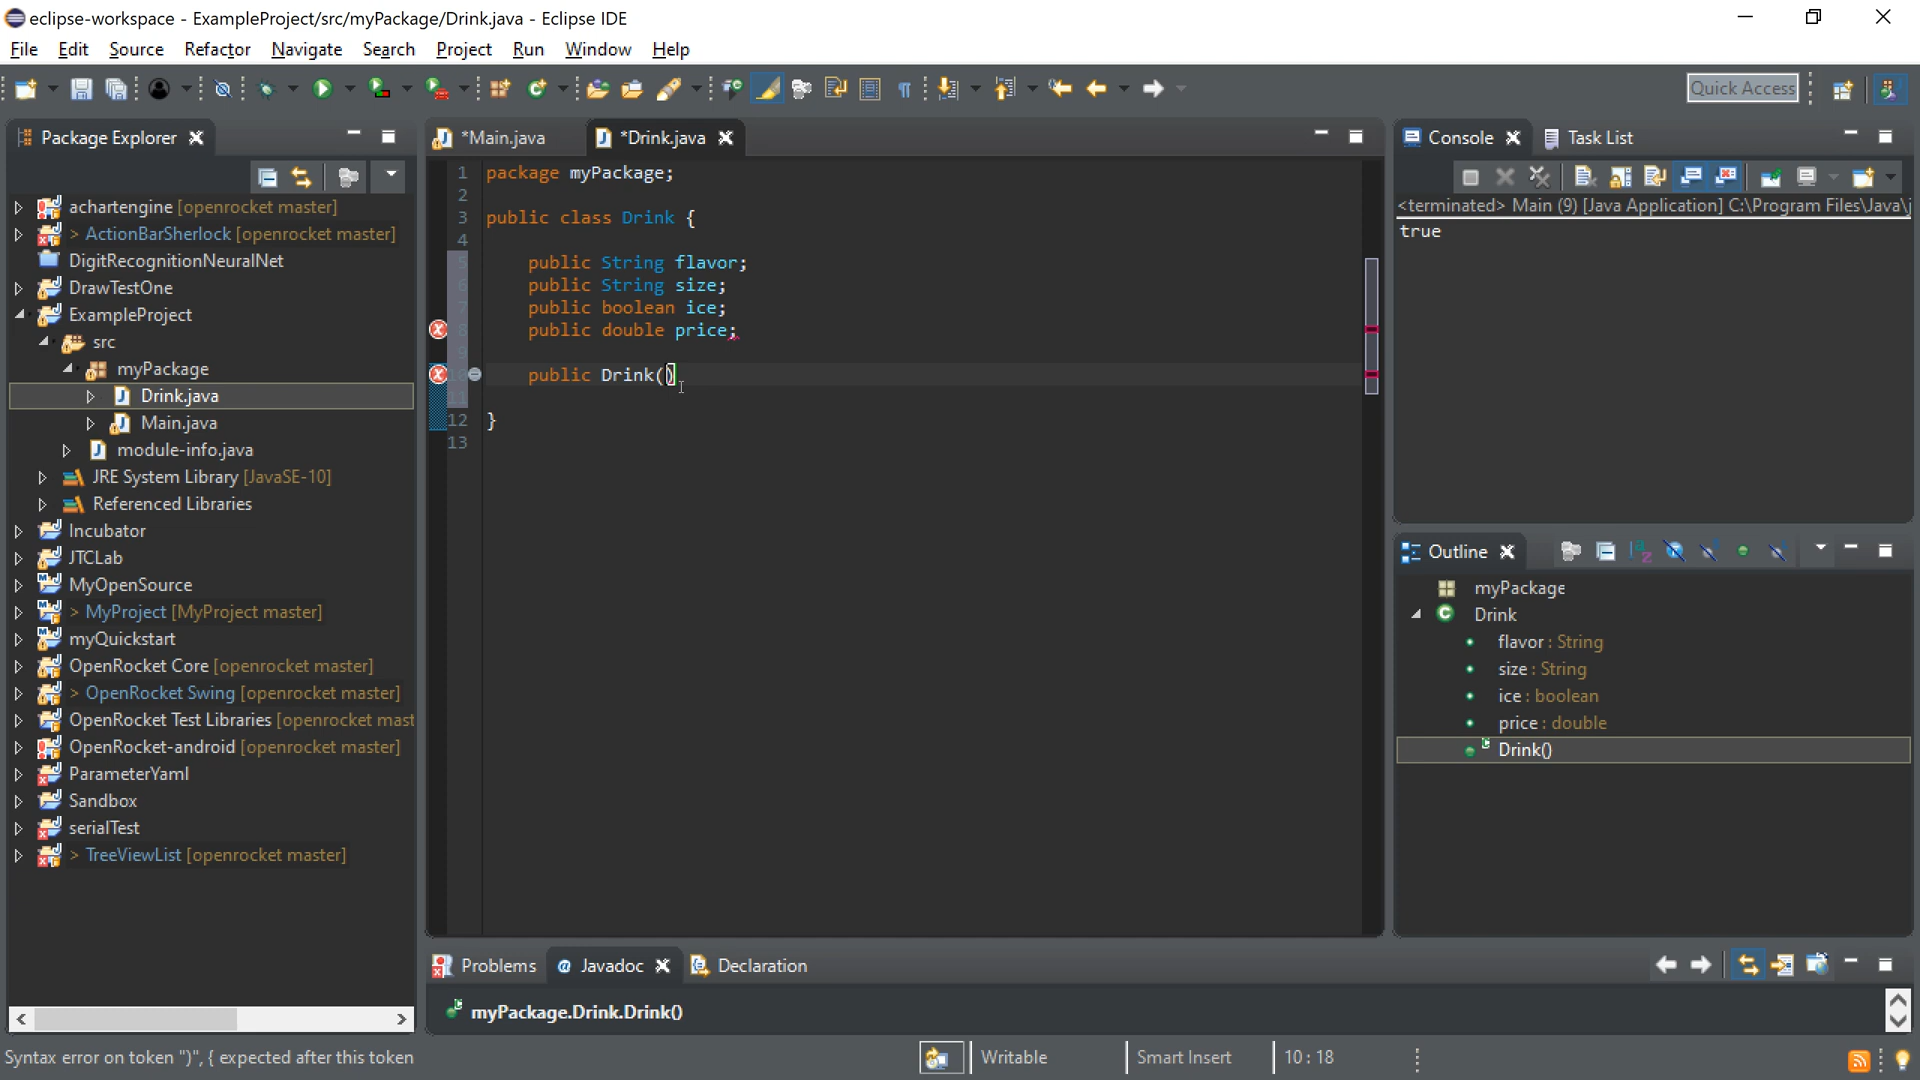 eclipse-workspace - ExampleProject/src/myPackage/Drink.java - Eclipse IDE
File Edit Source Refactor Navigate Search Project Run Window Help
Quick Access
Package Explorer
achartengine [openrocket master]
> ActionBarSherlock [openrocket master]
DigitRecognitionNeuralNet
DrawTestOne
ExampleProject
src
myPackage
Drink.java
Main.java
module-info.java
JRE System Library [JavaSE-10]
Referenced Libraries
Incubator
JTCLab
MyOpenSource
> MyProject [MyProject master]
myQuickstart
OpenRocket Core [openrocket master]
> OpenRocket Swing [openrocket master]
OpenRocket Test Libraries [openrocket mast
OpenRocket-android [openrocket master]
ParameterYaml
Sandbox
serialTest
> TreeViewList [openrocket master]
*Main.java *Drink.java
1 package myPackage;
2
3 public class Drink {
4
5 public String flavor;
6 public String size;
7 public boolean ice;
8 public double price;
9
10 public Drink()
11
12 }
13
Console Task List
<terminated> Main (9) [Java Application] C:\Program Files\Java\j
true
Outline
myPackage
Drink
flavor : String
size : String
ice : boolean
price : double
Drink()
Problems @ Javadoc Declaration
myPackage.Drink.Drink()
Syntax error on token ")", { expected after this token
Writable Smart Insert 10 : 18